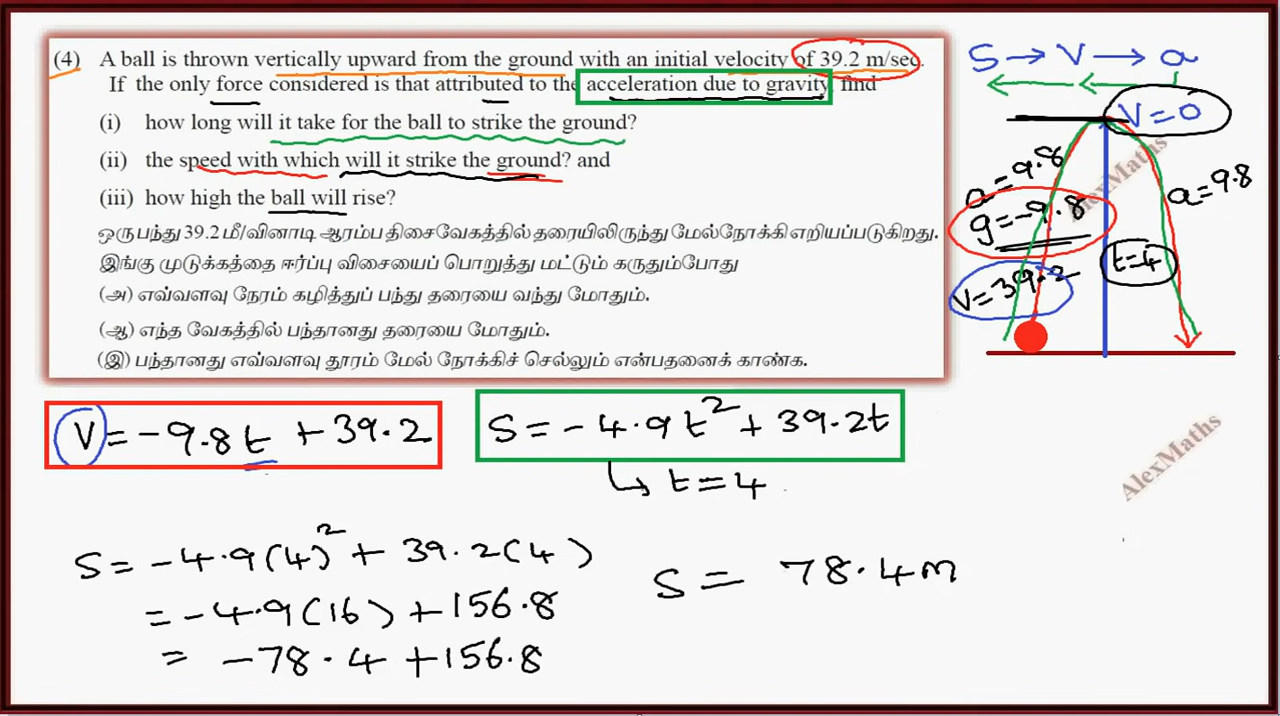 (4) A ball is thrown vertically upward from the ground with an initial velocity of 39.2 m/sec.
If the only force considered is that attributed to the acceleration due to gravity, find
(i) how long will it take for the ball to strike the ground?
(ii) the speed with which will it strike the ground? and
(iii) how high the ball will rise?
ஒரு பந்து 39.2 மீ/வினாடி ஆரம்ப திசைவேகத்தில் தரையிலிருந்து மேல்நோக்கி எறியப்படுகிறது.
இங்கு முடுக்கத்தை ஈர்ப்பு விசையைப் பொறுத்து மட்டும் கருதும்போது
(அ) எவ்வளவு நேரம் கழித்துப் பந்து தரையை வந்து மோதும்.
(ஆ) எந்த வேகத்தில் பந்தானது தரையை மோதும்.
(இ) பந்தானது எவ்வளவு தூரம் மேல் நோக்கிச் செல்லும் என்பதனைக் காண்க.
S → V → a
V = 0
a = 9.8
a = 9.8
g = -9.8
t = 4
V = 39.2
AlexMaths
V = -9.8 t + 39.2
S = -4.9 t² + 39.2t
↳ t = 4
AlexMaths
S = -4.9(4)² + 39.2(4)
= -4.9(16) + 156.8
= -78.4 + 156.8
S = 78.4m